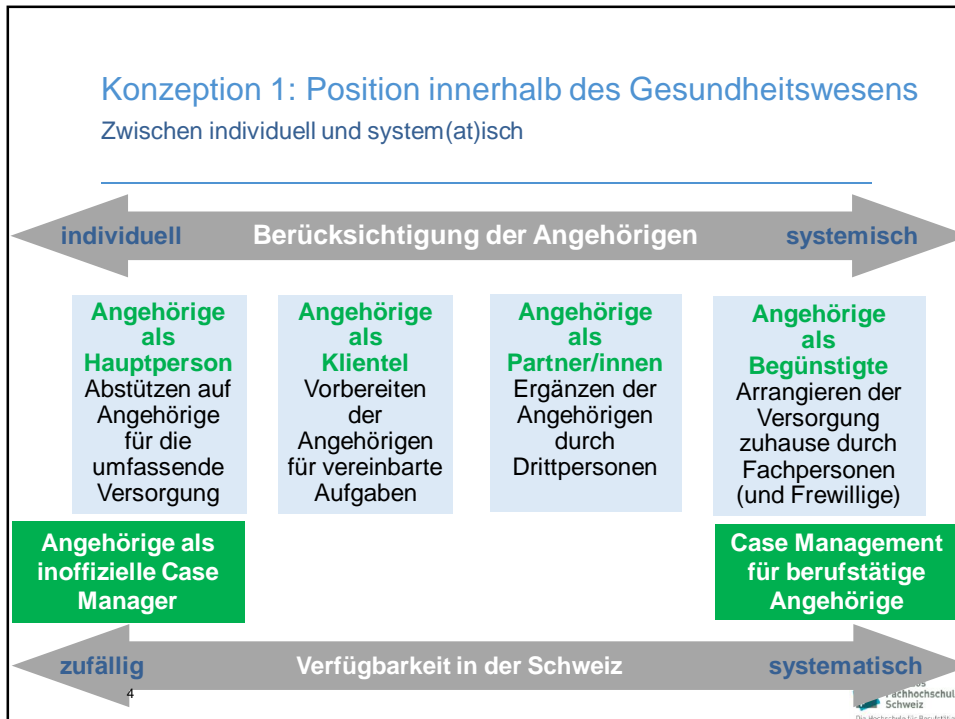 Konzeption 1: Position innerhalb des Gesundheitswesens
Zwischen individuell und system(at)isch
individuell Berücksichtigung der Angehörigen systemisch
Angehörige
als
Hauptperson
Abstützen auf
Angehörige
für die
umfassende
Versorgung
Angehörige
als
Klientel
Vorbereiten
der
Angehörigen
für vereinbarte
Aufgaben
Angehörige
als
Partner/innen
Ergänzen der
Angehörigen
durch
Drittpersonen
Angehörige
als
Begünstigte
Arrangieren der
Versorgung
zuhause durch
Fachpersonen
(und Frewillige)
Angehörige als
inoffizielle Case
Manager
Case Management
für berufstätige
Angehörige
zufällig Verfügbarkeit in der Schweiz systematisch
4
Fachhochschul
Schweiz